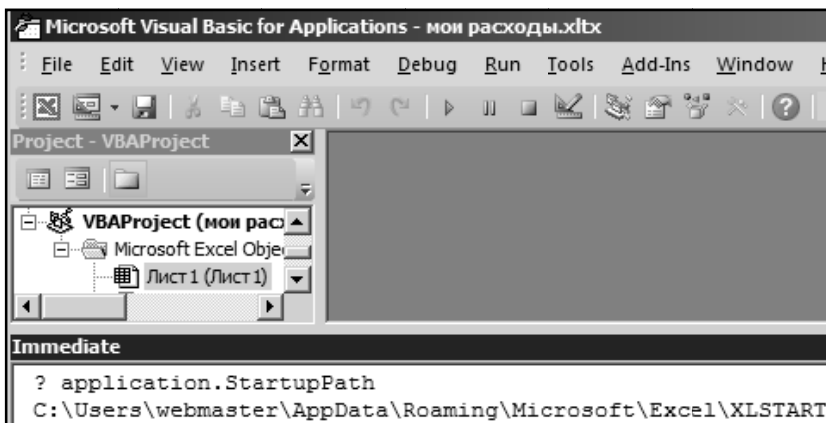 Microsoft Visual Basic for Applications - мои расходы.xltx
File Edit View Insert Format Debug Run Tools Add-Ins Window
Project - VBAProject
VBAProject (мои рас
Microsoft Excel Obje
Лист1 (Лист1)
Immediate
? application.StartupPath
C:\Users\webmaster\AppData\Roaming\Microsoft\Excel\XLSTART